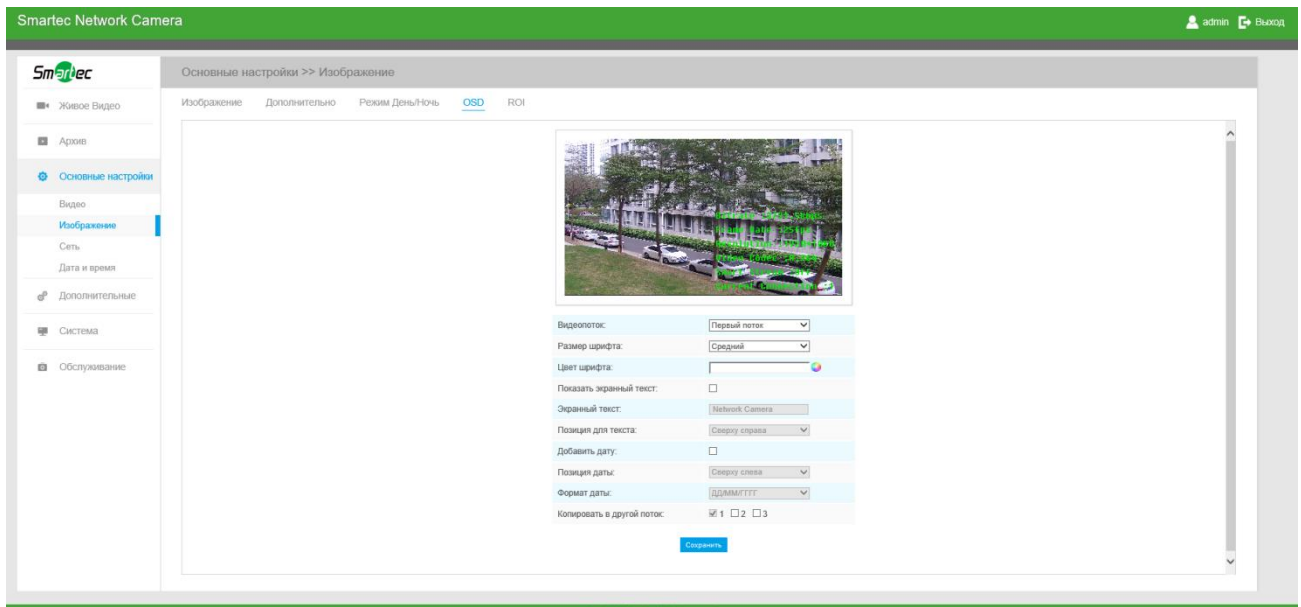 Smartec Network Camera
admin Выход
Smartec
Основные настройки >> Изображение
Живое Видео
Архив
Основные настройки
Видео
Изображение
Сеть
Дата и время
Дополнительные
Система
Обслуживание
Изображение Дополнительно Режим День/Ночь OSD ROI
Видеопоток: Первый поток
Размер шрифта: Средний
Цвет шрифта:
Показать экранный текст:
Экранный текст: Network Camera
Позиция для текста: Сверху справа
Добавить дату:
Позиция даты: Сверху слева
Формат даты: ДД/ММ/ГГГГ
Копировать в другой поток: 1 2 3
Сохранить